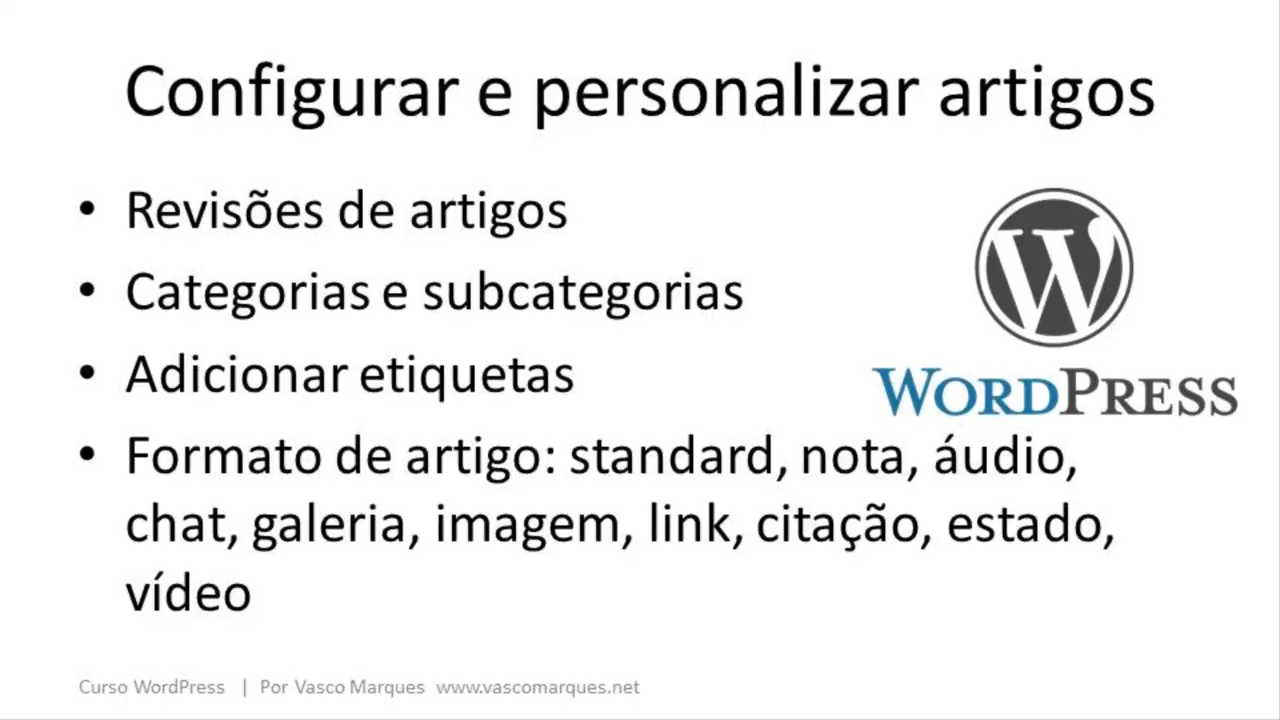 Configurar e personalizar artigos
• Revisões de artigos
• Categorias e subcategorias
• Adicionar etiquetas
WORDPRESS
• Formato de artigo: standard, nota, áudio,
chat, galeria, imagem, link, citação, estado,
vídeo
Curso WordPress | Por Vasco Marques www.vascomarques.net